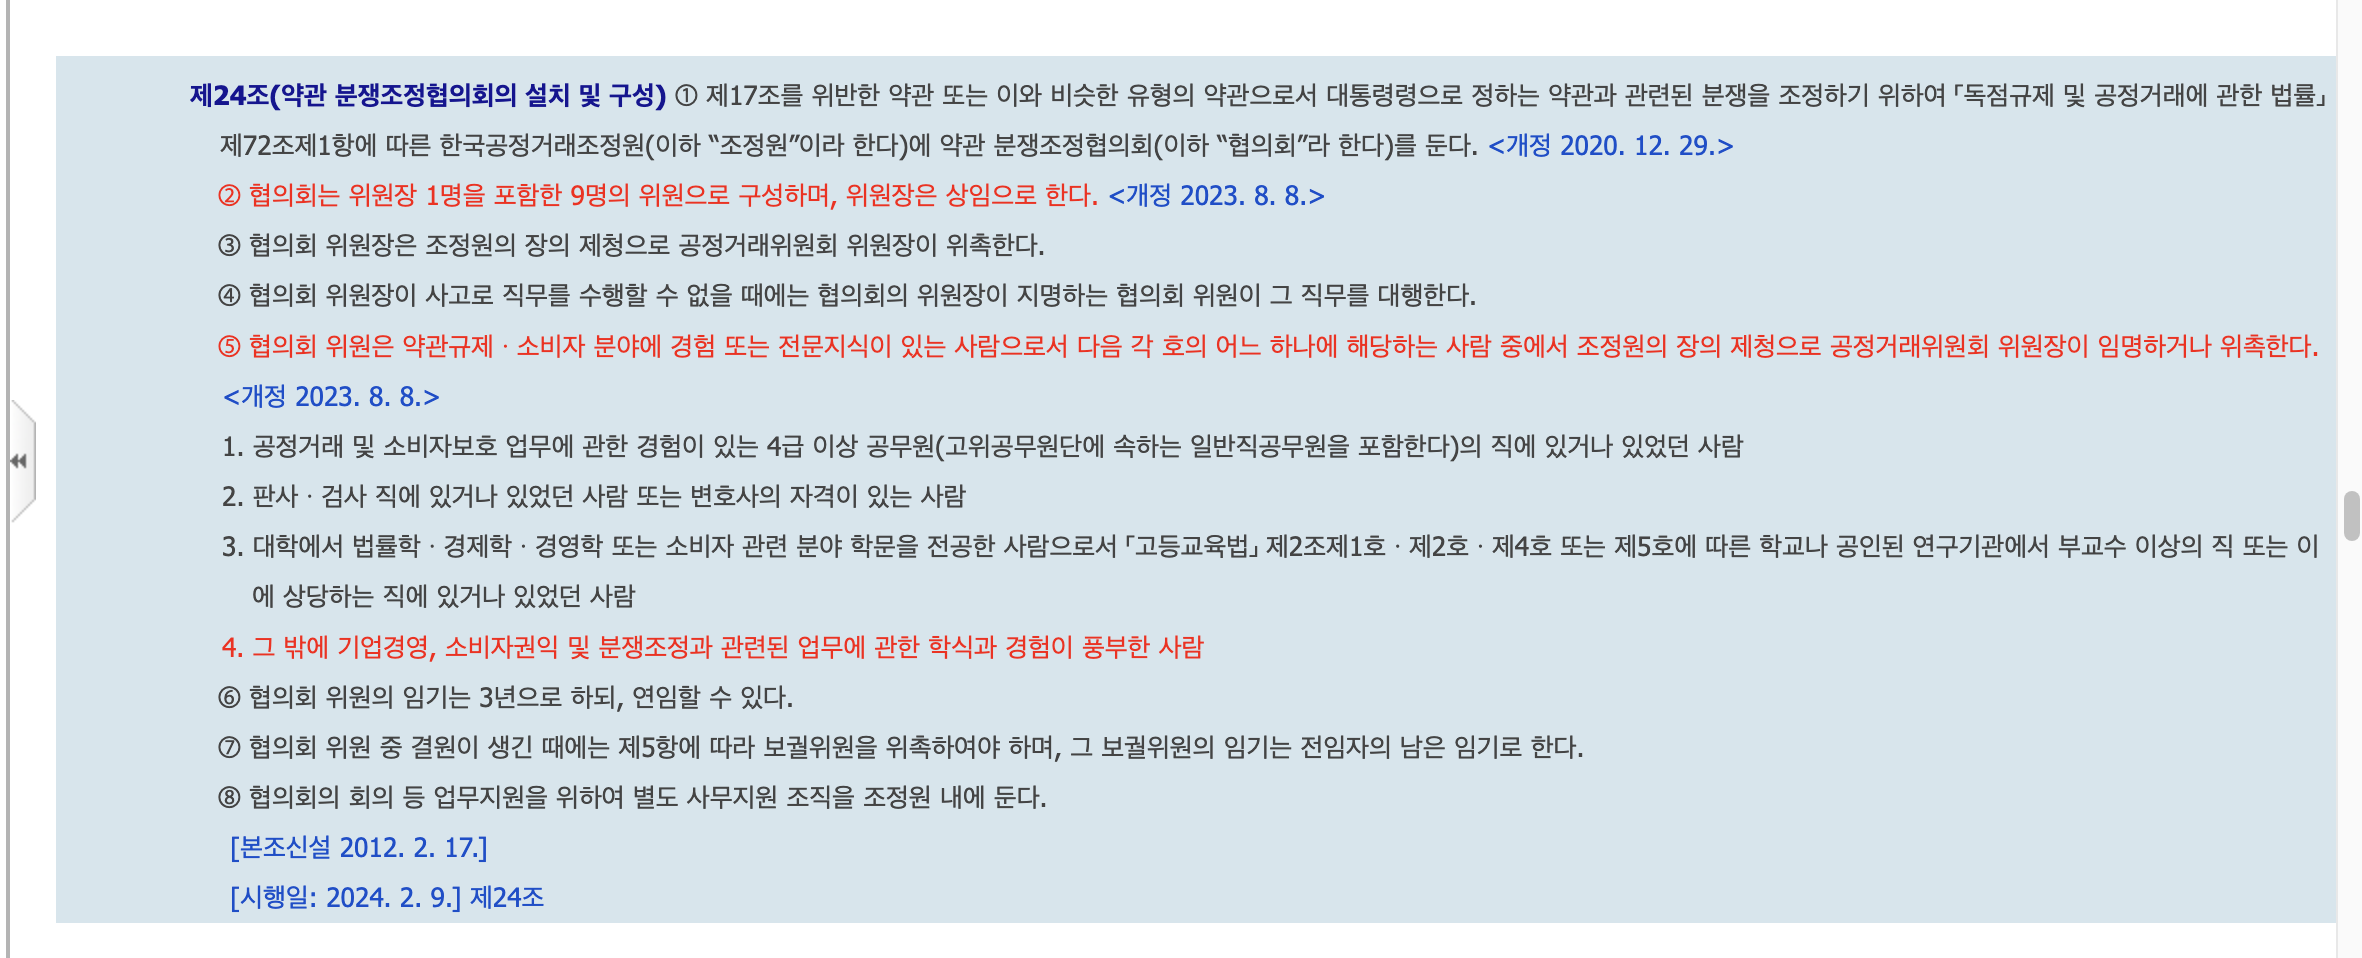 제24조(약관 분쟁조정협의회의 설치 및 구성) ① 제17조를 위반한 약관 또는 이와 비슷한 유형의 약관으로서 대통령령으로 정하는 약관과 관련된 분쟁을 조정하기 위하여 「독점규제 및 공정거래에 관한 법률」
제72조제1항에 따른 한국공정거래조정원(이하 “조정원”이라 한다)에 약관 분쟁조정협의회(이하 “협의회”라 한다)를 둔다. <개정 2020. 12. 29.>
② 협의회는 위원장 1명을 포함한 9명의 위원으로 구성하며, 위원장은 상임으로 한다. <개정 2023. 8. 8.>
③ 협의회 위원장은 조정원의 장의 제청으로 공정거래위원회 위원장이 위촉한다.
④ 협의회 위원장이 사고로 직무를 수행할 수 없을 때에는 협의회의 위원장이 지명하는 협의회 위원이 그 직무를 대행한다.
⑤ 협의회 위원은 약관규제ㆍ소비자 분야에 경험 또는 전문지식이 있는 사람으로서 다음 각 호의 어느 하나에 해당하는 사람 중에서 조정원의 장의 제청으로 공정거래위원회 위원장이 임명하거나 위촉한다.
<개정 2023. 8. 8.>
1. 공정거래 및 소비자보호 업무에 관한 경험이 있는 4급 이상 공무원(고위공무원단에 속하는 일반직공무원을 포함한다)의 직에 있거나 있었던 사람
2. 판사ㆍ검사 직에 있거나 있었던 사람 또는 변호사의 자격이 있는 사람
3. 대학에서 법률학ㆍ경제학ㆍ경영학 또는 소비자 관련 분야 학문을 전공한 사람으로서 「고등교육법」 제2조제1호ㆍ제2호ㆍ제4호 또는 제5호에 따른 학교나 공인된 연구기관에서 부교수 이상의 직 또는 이
에 상당하는 직에 있거나 있었던 사람
4. 그 밖에 기업경영, 소비자권익 및 분쟁조정과 관련된 업무에 관한 학식과 경험이 풍부한 사람
⑥ 협의회 위원의 임기는 3년으로 하되, 연임할 수 있다.
⑦ 협의회 위원 중 결원이 생긴 때에는 제5항에 따라 보궐위원을 위촉하여야 하며, 그 보궐위원의 임기는 전임자의 남은 임기로 한다.
⑧ 협의회의 회의 등 업무지원을 위하여 별도 사무지원 조직을 조정원 내에 둔다.
[본조신설 2012. 2. 17.]
[시행일: 2024. 2. 9.] 제24조